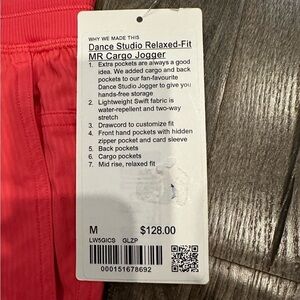 WHY WE MADE THIS
Dance Studio Relaxed-Fit
MR Cargo Jogger
1. Extra pockets are always a good
idea. We added cargo and back
pockets to our fan-favourite
Dance Studio Jogger to give you
hands-free storage
2. Lightweight Swift fabric is
water-repellent and two-way
stretch
3. Drawcord to customize fit
4. Front hand pockets with hidden
zipper pocket and card sleeve
5. Back pockets
6. Cargo pockets
7. Mid rise, relaxed fit
M $128.00
LW5GICS GLZP
000151678692